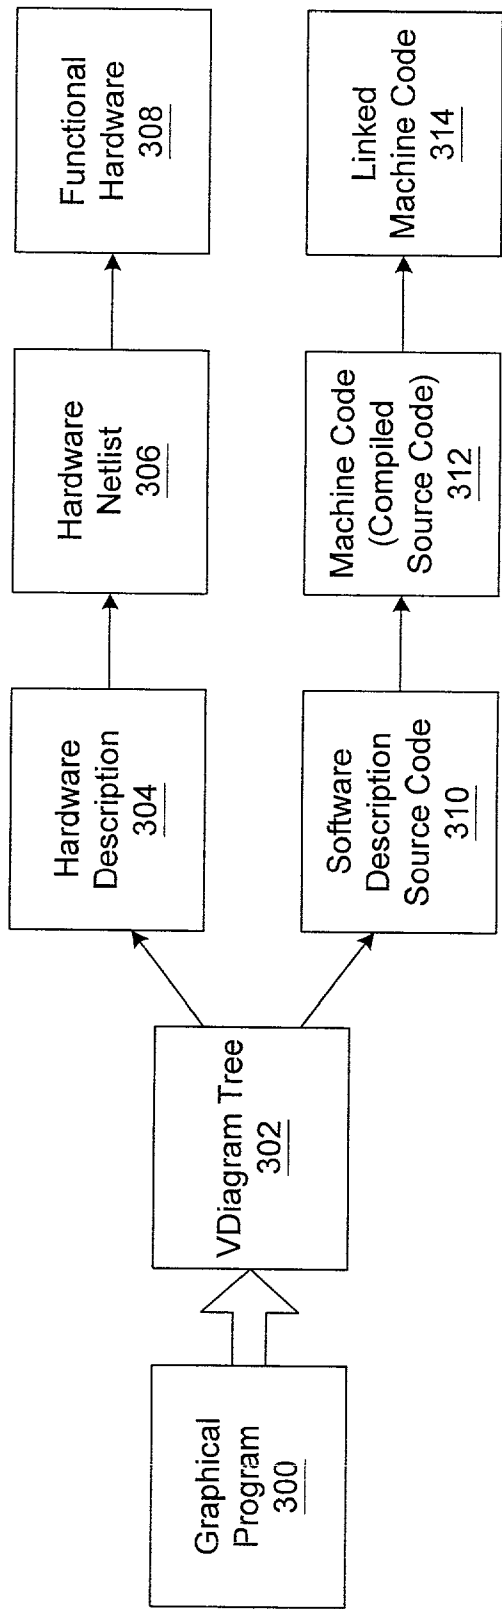 Graphical
Program
300
VDiagram Tree
302
Hardware
Description
304
Hardware
Netlist
306
Functional
Hardware
308
Software
Description
Source Code
310
Machine Code
(Compiled
Source Code)
312
Linked
Machine Code
314